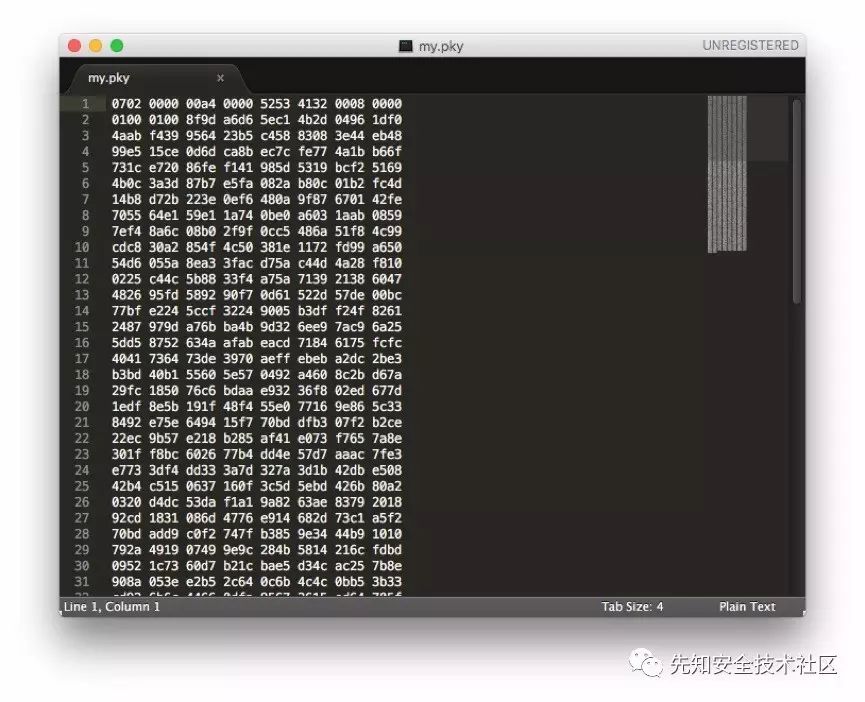 my.pky
UNREGISTERED
my.pky x
1 0702 0000 00a4 0000 5253 4132 0008 0000
2 0100 0100 8f9d a6d6 5ec1 4b2d 0496 1df0
3 4aab f439 9564 23b5 c458 8308 3e44 eb48
4 99e5 15ce 0d6d ca8b ec7c fe77 4a1b b66f
5 731c e720 86fe f141 985d 5319 bcf2 5169
6 4b0c 3a3d 87b7 e5fa 082a b80c 01b2 fc4d
7 14b8 d72b 223e 0ef6 480a 9f87 6701 42fe
8 7055 64e1 59e1 1a74 0be0 a603 1aab 0859
9 7ef4 8a6c 08b0 2f9f 0cc5 486a 51f8 4c99
10 cdc8 30a2 854f 4c50 381e 1172 fd99 a650
11 54d6 055a 8ea3 3fac d75a c44d 4a28 f810
12 0225 c44c 5b88 33f4 a75a 7139 2138 6047
13 4826 95fd 5892 90f7 0d61 522d 57de 00bc
14 77bf e224 5ccf 3224 9005 b3df f24f 8261
15 2487 979d a76b ba4b 9d32 6ee9 7ac9 6a25
16 5dd5 8752 634a afab eacd 7184 6175 fcfc
17 4041 7364 73de 3970 aeff ebeb a2dc 2be3
18 b3bd 40b1 5560 5e57 0492 a460 8c2b d67a
19 29fc 1850 76c6 bdaa e932 36f8 02ed 677d
20 1edf 8e5b 191f 48f4 55e0 7716 9e86 5c33
21 8492 e75e 6494 15f7 70bd dfb3 07f2 b2ce
22 22ec 9b57 e218 b285 af41 e073 f765 7a8e
23 301f f8bc 6026 77b4 dd4e 57d7 aaac 7fe3
24 e773 3df4 dd33 3a7d 327a 3d1b 42db e508
25 42b4 c515 0637 160f 3c5d 5ebd 426b 80a2
26 0320 d4dc 53da f1a1 9a82 63ae 8379 2018
27 92cd 1831 086d 4776 e914 682d 73c1 a5f2
28 70bd add9 c0f2 747f b385 9e34 44b9 1010
29 792a 4919 0749 9e9c 284b 5814 216c fdbd
30 0952 1c73 60d7 b21c bae5 d34c ac25 7b8e
31 908a 053e e2b5 2c64 0c6b 4c4c 0bb5 3b33
Line 1, Column 1
Tab Size: 4
Plain Text
先知安全技术社区